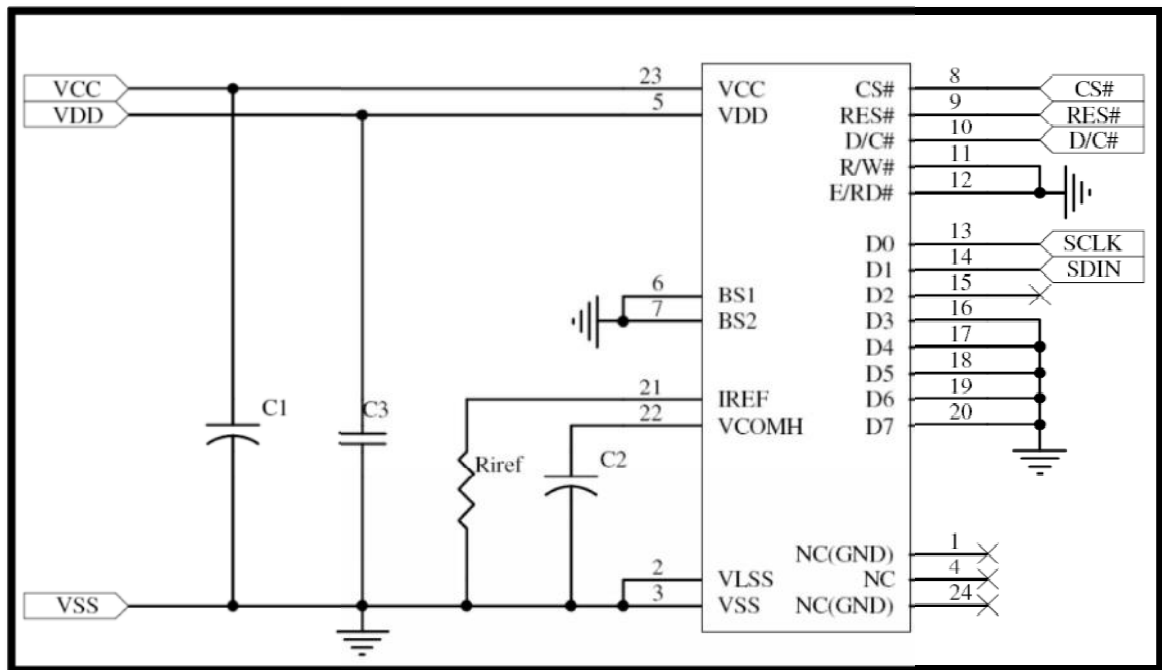 VCC 23 VCC CS# 8 CS#
VDD 5 VDD RES# 9 RES#
D/C# 10 D/C#
R/W# 11
E/RD# 12
D0 13 SCLK
D1 14 SDIN
6 BS1 D2 15
7 BS2 D3 16
D4 17
D5 18
21 IREF D6 19
C1 C3 22 VCOMH D7 20
Riref C2
NC(GND) 1
2 VLSS NC 4
VSS 3 VSS NC(GND) 24